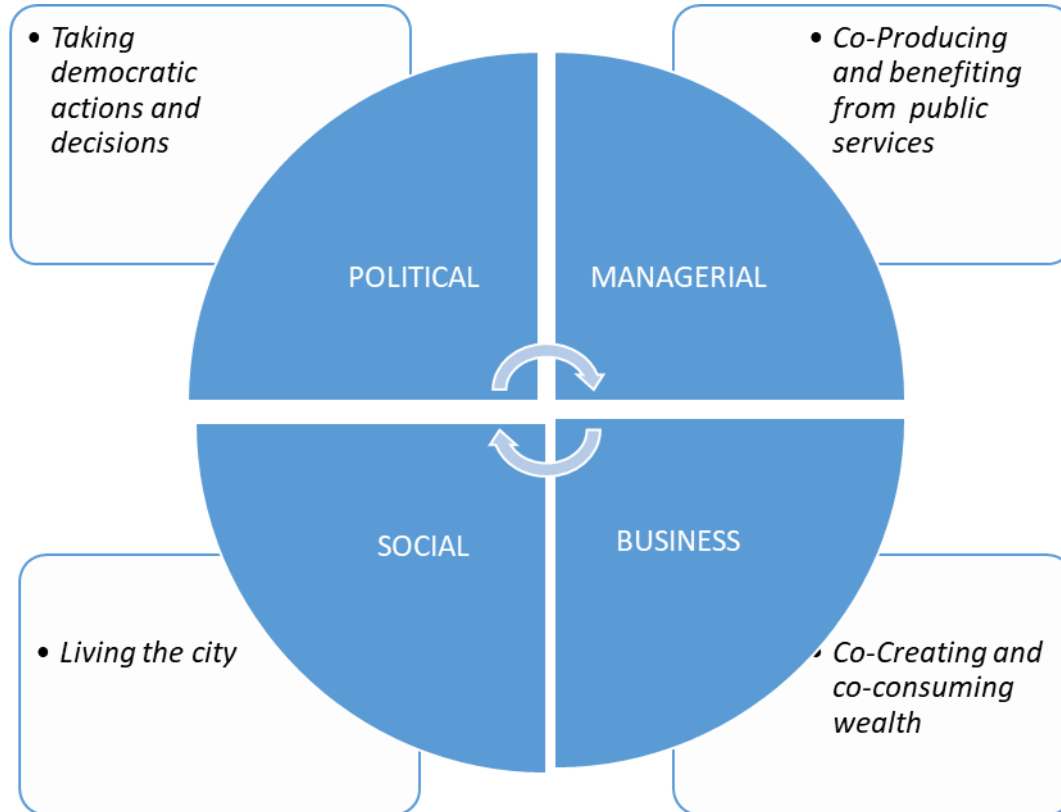 • Taking
democratic
actions and
decisions
• Co-Producing
and benefiting
from public
services
POLITICAL
MANAGERIAL
SOCIAL
BUSINESS
• Living the city
• Co-Creating and
co-consuming
wealth